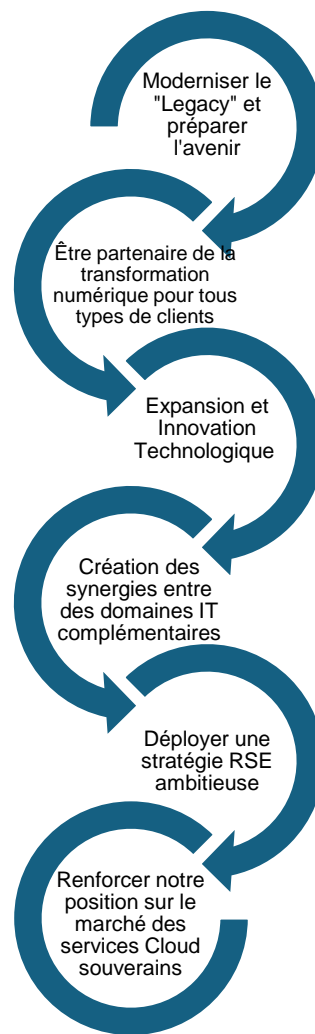 Moderniser le
"Legacy" et
préparer
l'avenir
Être partenaire de la
transformation
numérique pour tous
types de clients
Expansion et
Innovation
Technologique
Création des
synergies entre
des domaines IT
complémentaires
Déployer une
stratégie RSE
ambitieuse
Renforcer notre
position sur le
marché des
services Cloud
souverains